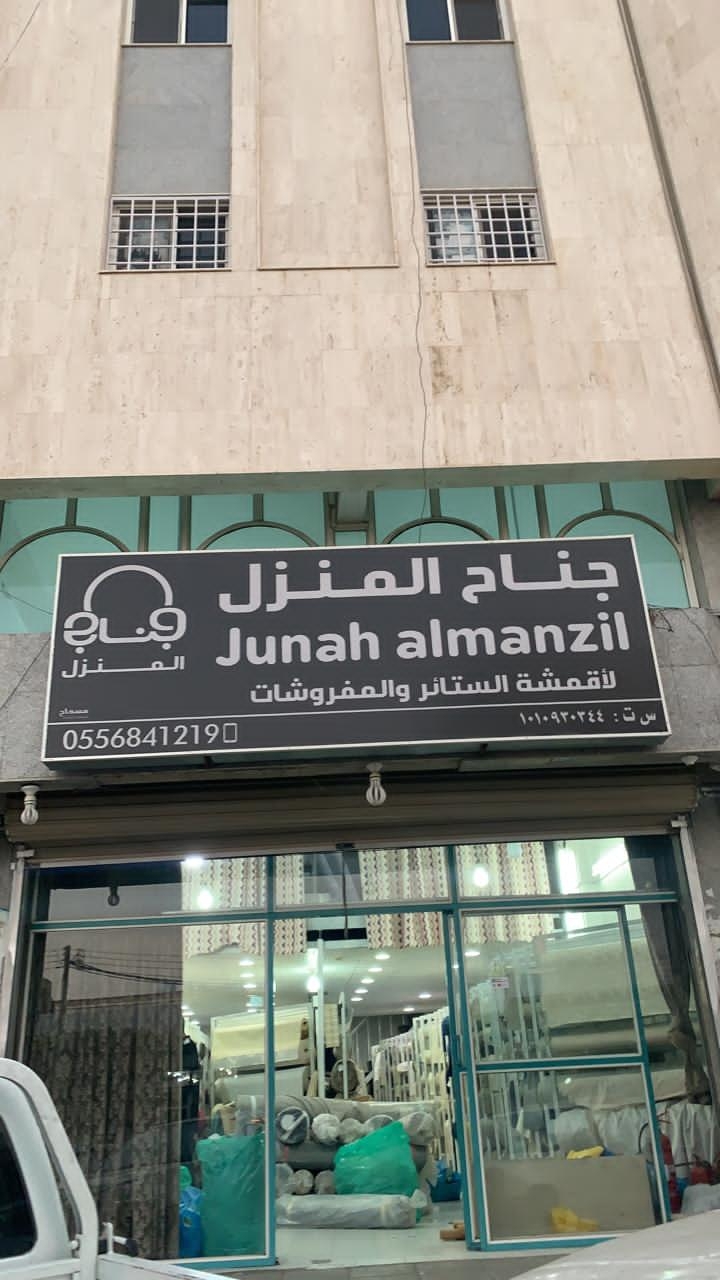 جناح المنزل
Junah almanzil
لأقمشة الستائر والمفروشات
جناح
المنزل
س ت : ١٠١٠٩٣٠٣٤٤
0556841219